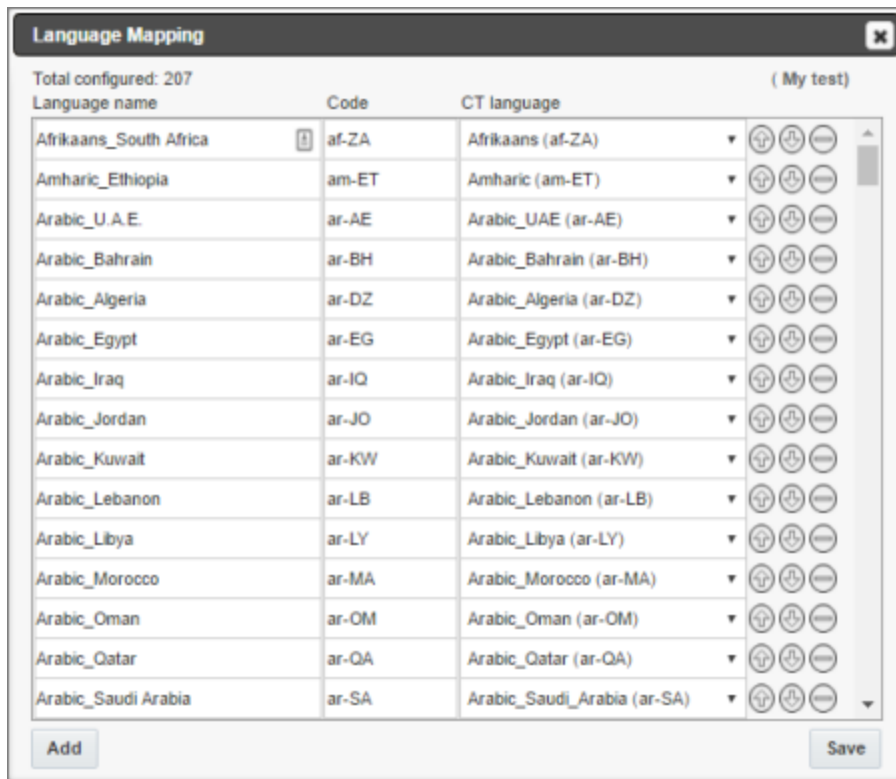 Language Mapping
Total configured: 207 ( My test)
Language name Code CT language
Afrikaans_South Africa af-ZA Afrikaans (af-ZA)
Amharic_Ethiopia am-ET Amharic (am-ET)
Arabic_U.A.E. ar-AE Arabic_UAE (ar-AE)
Arabic_Bahrain ar-BH Arabic_Bahrain (ar-BH)
Arabic_Algeria ar-DZ Arabic_Algeria (ar-DZ)
Arabic_Egypt ar-EG Arabic_Egypt (ar-EG)
Arabic_Iraq ar-IQ Arabic_Iraq (ar-IQ)
Arabic_Jordan ar-JO Arabic_Jordan (ar-JO)
Arabic_Kuwait ar-KW Arabic_Kuwait (ar-KW)
Arabic_Lebanon ar-LB Arabic_Lebanon (ar-LB)
Arabic_Libya ar-LY Arabic_Libya (ar-LY)
Arabic_Morocco ar-MA Arabic_Morocco (ar-MA)
Arabic_Oman ar-OM Arabic_Oman (ar-OM)
Arabic_Qatar ar-QA Arabic_Qatar (ar-QA)
Arabic_Saudi Arabia ar-SA Arabic_Saudi_Arabia (ar-SA)
Add Save